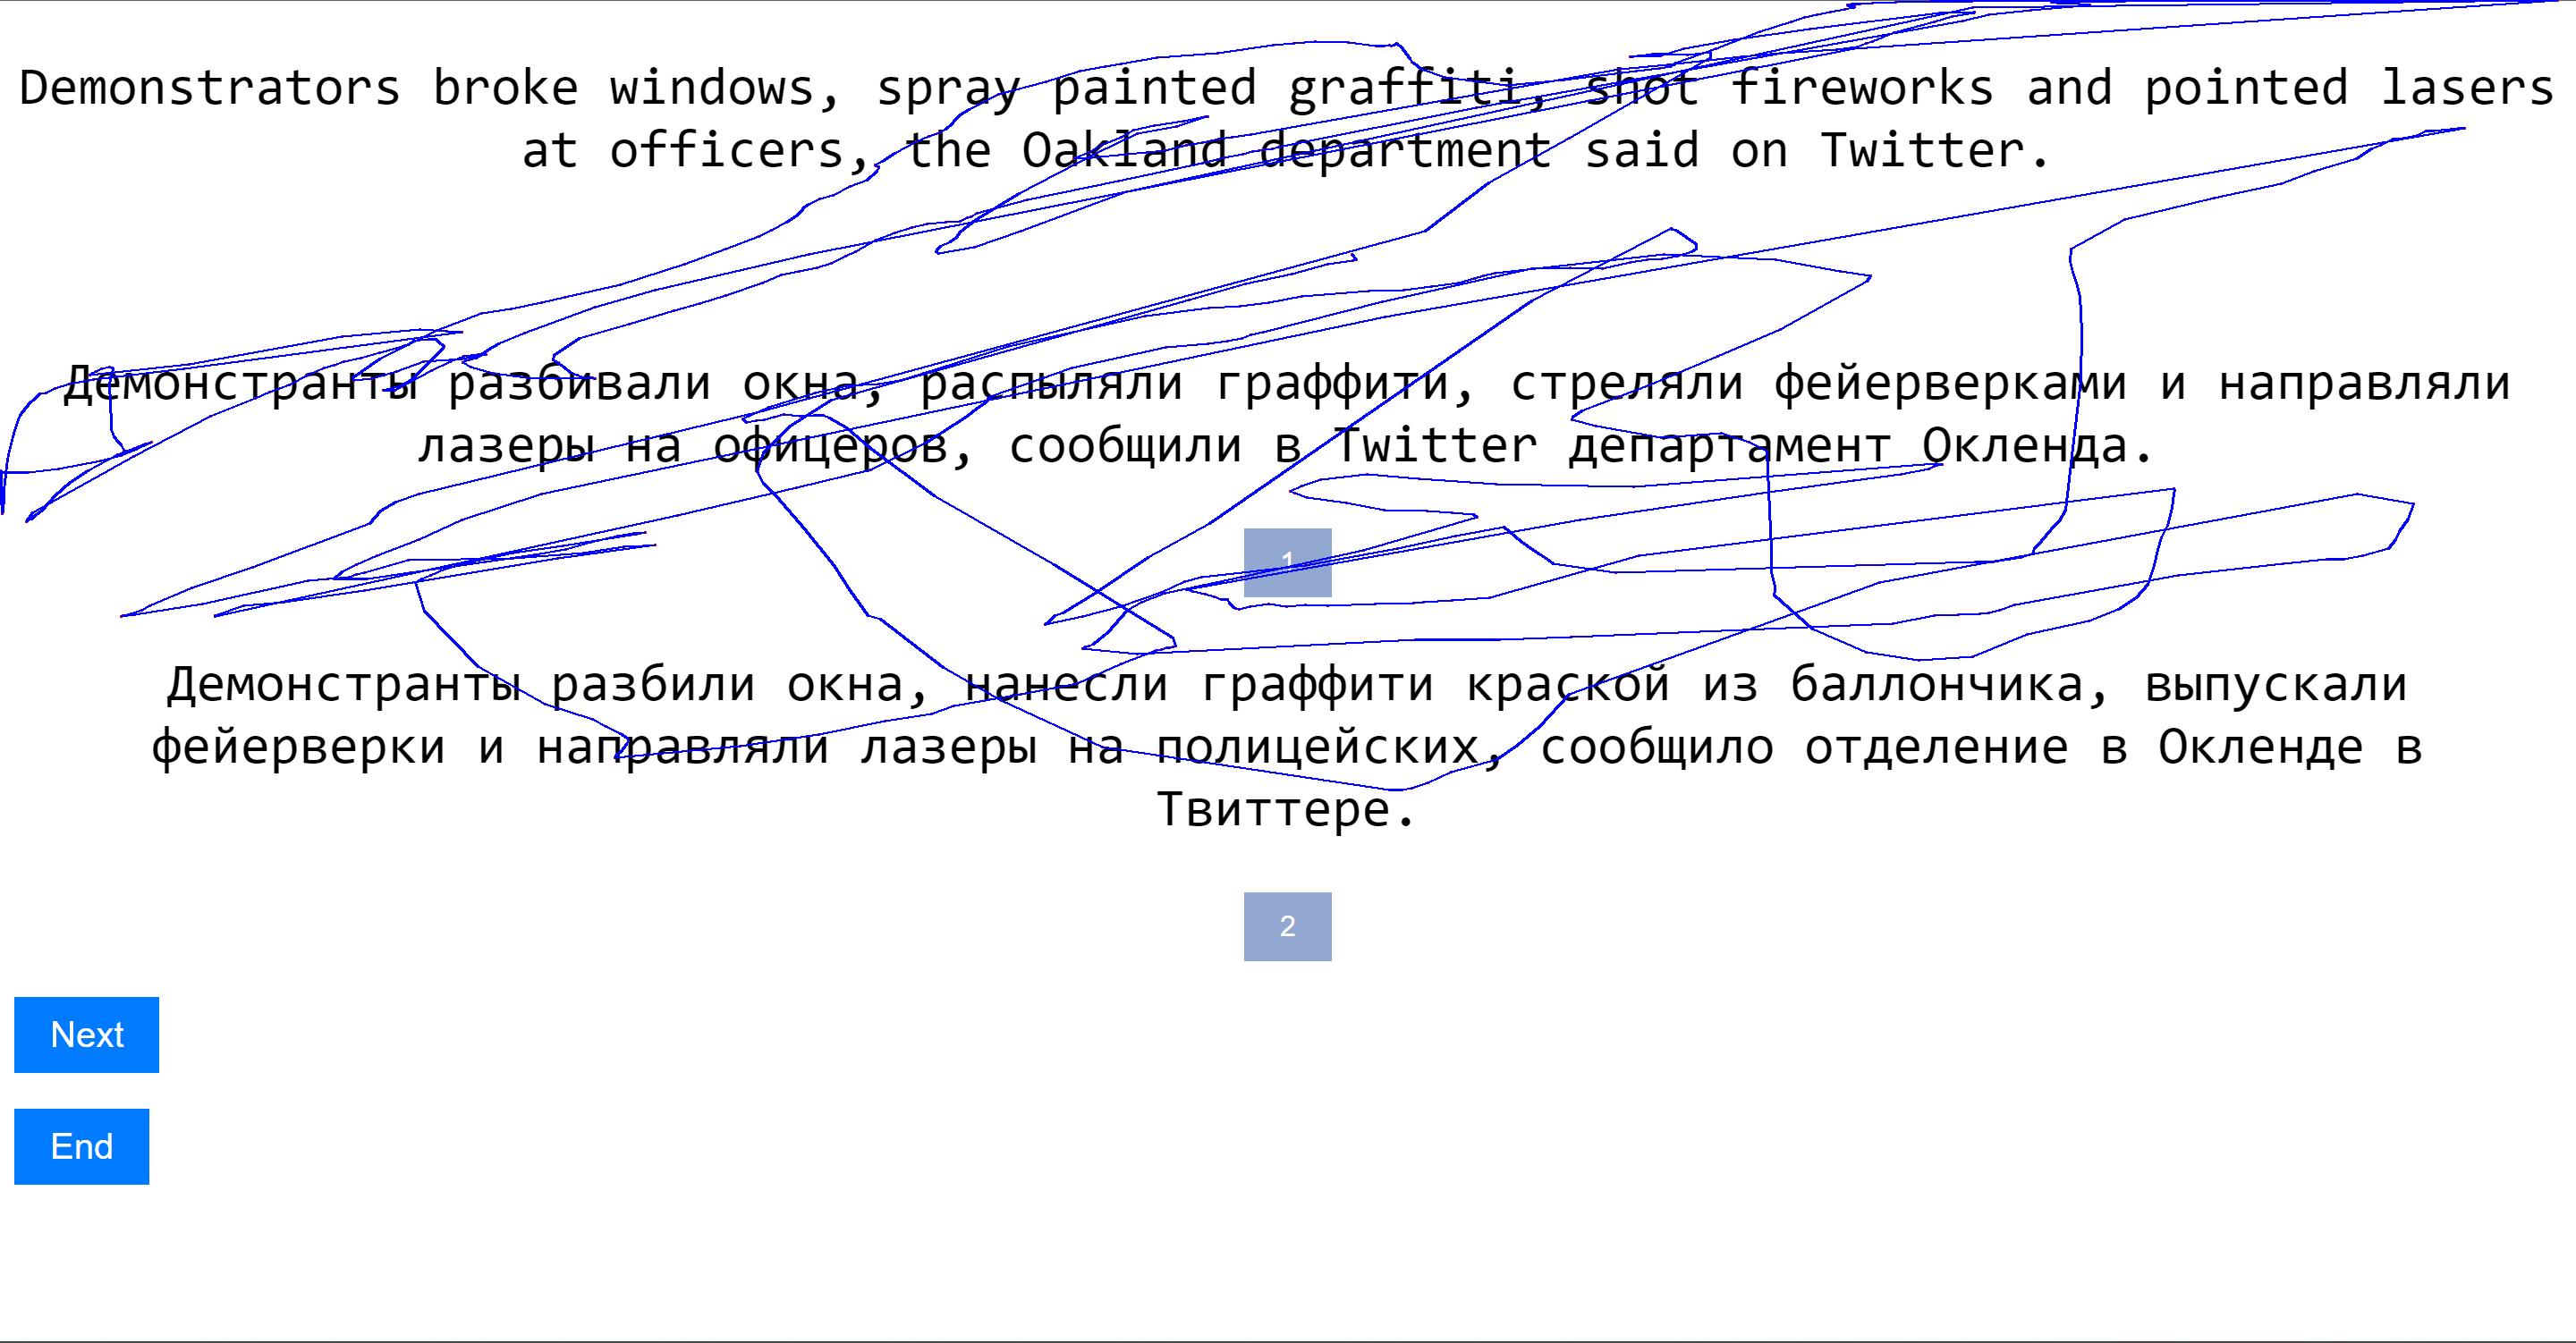 Demonstrators broke windows, spray painted graffiti, shot fireworks and pointed lasers
at officers, the Oakland department said on Twitter.
Демонстранты разбивали окна, распыляли граффити, стреляли фейерверками и направляли
лазеры на офицеров, сообщили в Twitter департамент Окленда.
1
Демонстранты разбили окна, нанесли граффити краской из баллончика, выпускали
фейерверки и направляли лазеры на полицейских, сообщило отделение в Окленде в
Твиттере.
2
Next
End